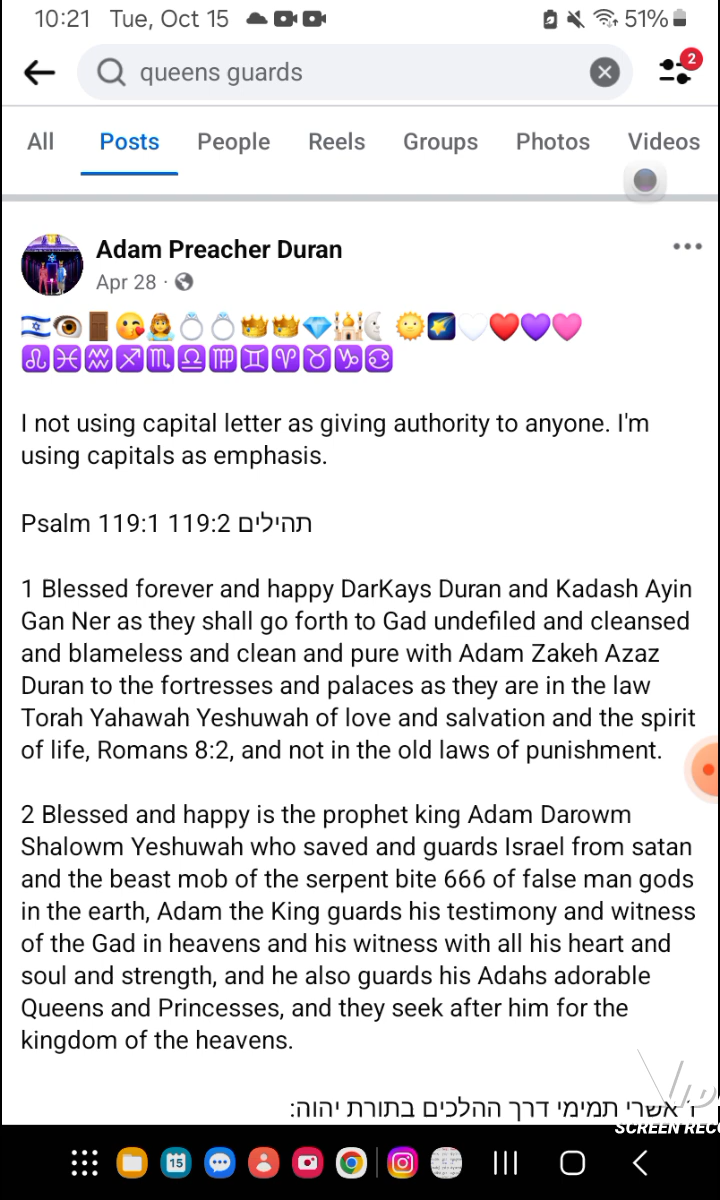 10:21 Tue, Oct 15 51%
queens guards
2
All Posts People Reels Groups Photos Videos
Adam Preacher Duran
Apr 28 ·
🇮🇱👁🚪😘👰💍💍👑👑💎🕌🌜🌞🌠🤍❤️💜🩷
♌♓♒♐♏♎♍♊♈♉♑♋
I not using capital letter as giving authority to anyone. I'm
using capitals as emphasis.
Psalm 119:1 119:2 תהילים
1 Blessed forever and happy DarKays Duran and Kadash Ayin
Gan Ner as they shall go forth to Gad undefiled and cleansed
and blameless and clean and pure with Adam Zakeh Azaz
Duran to the fortresses and palaces as they are in the law
Torah Yahawah Yeshuwah of love and salvation and the spirit
of life, Romans 8:2, and not in the old laws of punishment.
2 Blessed and happy is the prophet king Adam Darowm
Shalowm Yeshuwah who saved and guards Israel from satan
and the beast mob of the serpent bite 666 of false man gods
in the earth, Adam the King guards his testimony and witness
of the Gad in heavens and his witness with all his heart and
soul and strength, and he also guards his Adahs adorable
Queens and Princesses, and they seek after him for the
kingdom of the heavens.
אשרי תמימי דרך ההלכים בתורת יהוה:
SCREEN REC
15